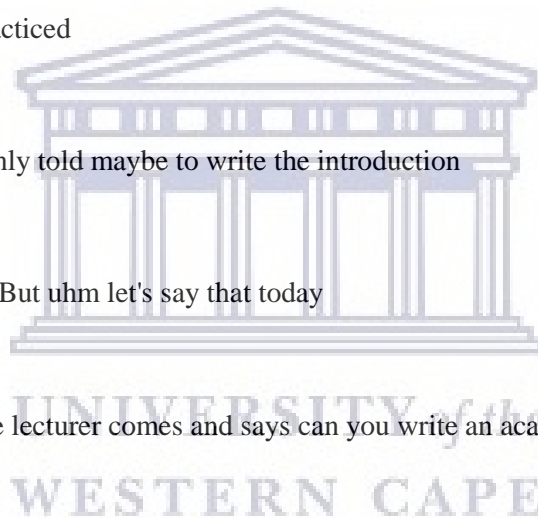 acticed
nly told maybe to write the introduction
But uhm let's say that today
e lecturer comes and says can you write an aca
UNIVERSITY of the
WESTERN CAPE